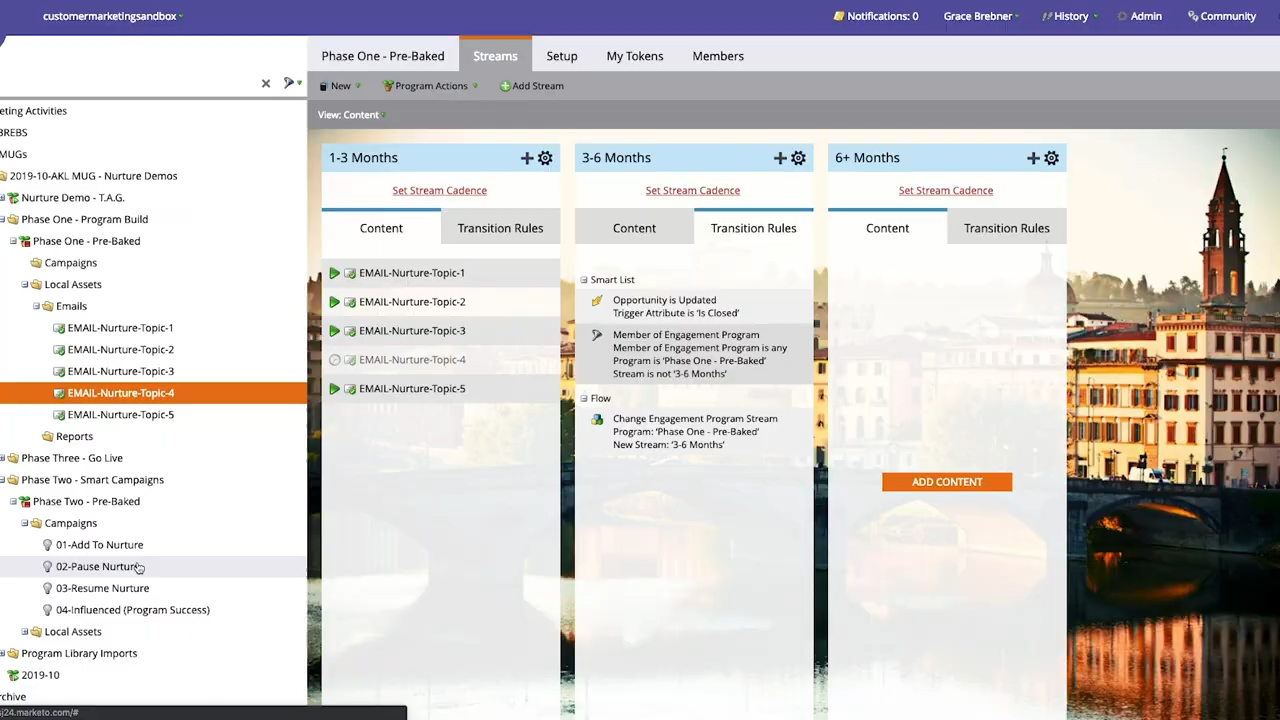 customermarketingsandbox
Notifications: 0
Grace Brebner
History
Admin
Community
Phase One - Pre-Baked
Streams
Setup
My Tokens
Members
New
Program Actions
Add Stream
View: Content
eting Activities
BREBS
MUGs
2019-10-AKL MUG - Nurture Demos
Nurture Demo - T.A.G.
Phase One - Program Build
Phase One - Pre-Baked
Campaigns
Local Assets
Emails
EMAIL-Nurture-Topic-1
EMAIL-Nurture-Topic-2
EMAIL-Nurture-Topic-3
EMAIL-Nurture-Topic-4
EMAIL-Nurture-Topic-5
Reports
Phase Three - Go Live
Phase Two - Smart Campaigns
Phase Two - Pre-Baked
Campaigns
01-Add To Nurture
02-Pause Nurture
03-Resume Nurture
04-Influenced (Program Success)
Local Assets
Program Library Imports
2019-10
rchive
sj24.marketo.com/#
1-3 Months
Set Stream Cadence
Content
Transition Rules
EMAIL-Nurture-Topic-1
EMAIL-Nurture-Topic-2
EMAIL-Nurture-Topic-3
EMAIL-Nurture-Topic-4
EMAIL-Nurture-Topic-5
3-6 Months
Set Stream Cadence
Content
Transition Rules
Smart List
Opportunity is Updated
Trigger Attribute is 'Is Closed'
Member of Engagement Program
Member of Engagement Program is any
Program is 'Phase One - Pre-Baked'
Stream is not '3-6 Months'
Flow
Change Engagement Program Stream
Program: 'Phase One - Pre-Baked'
New Stream: '3-6 Months'
6+ Months
Set Stream Cadence
Content
Transition Rules
ADD CONTENT